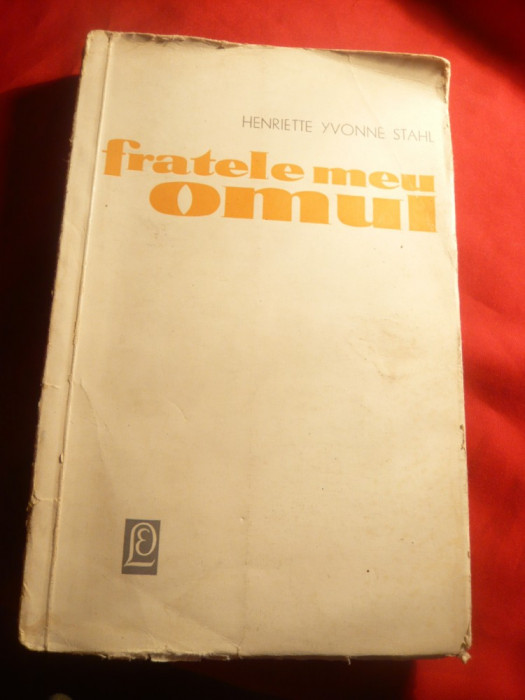 HENRIETTE YVONNE STAHL
fratele meu
omul